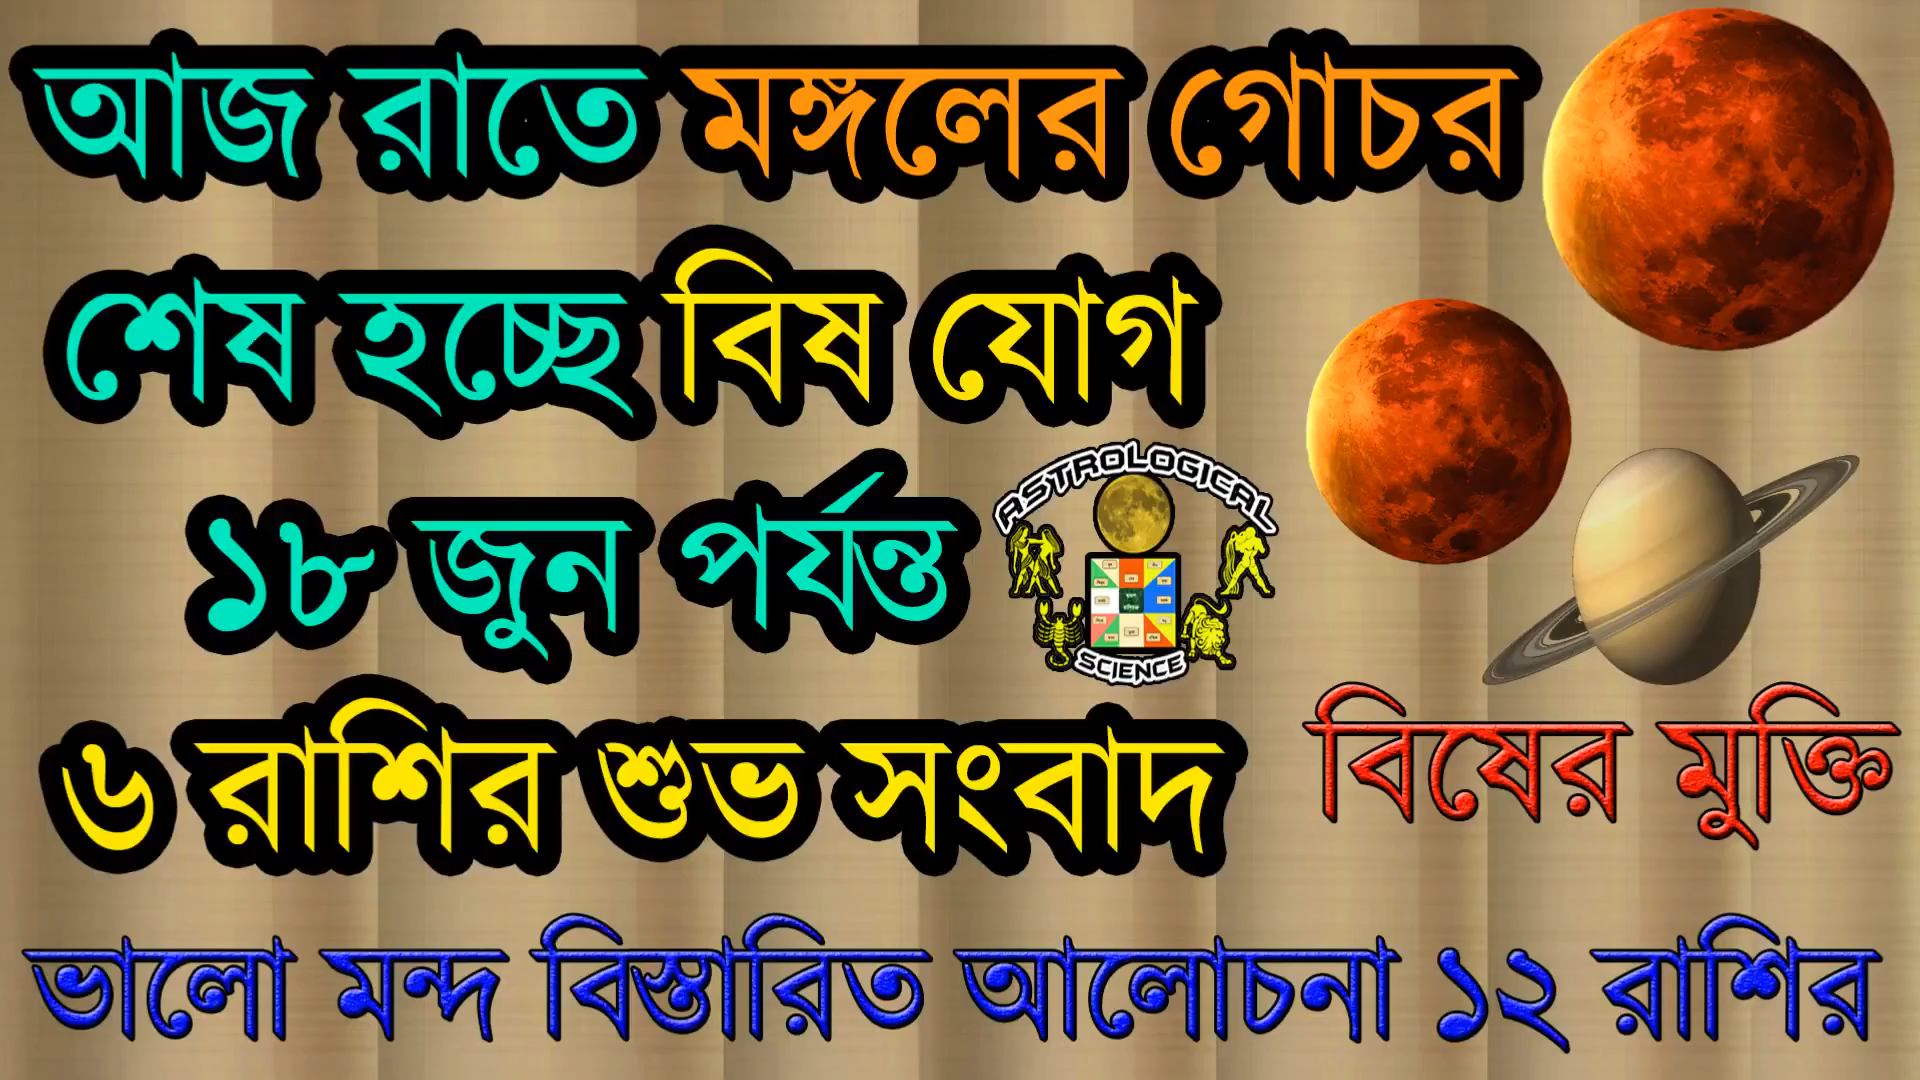 আজ রাতে মঙ্গলের গোচর
শেষ হচ্ছে বিষ যোগ
১৮ জুন পর্যন্ত
ASTROLOGICAL
SCIENCE
৬ রাশির শুভ সংবাদ
বিষের মুক্তি
ভালো মন্দ বিস্তারিত আলোচনা ১২ রাশির